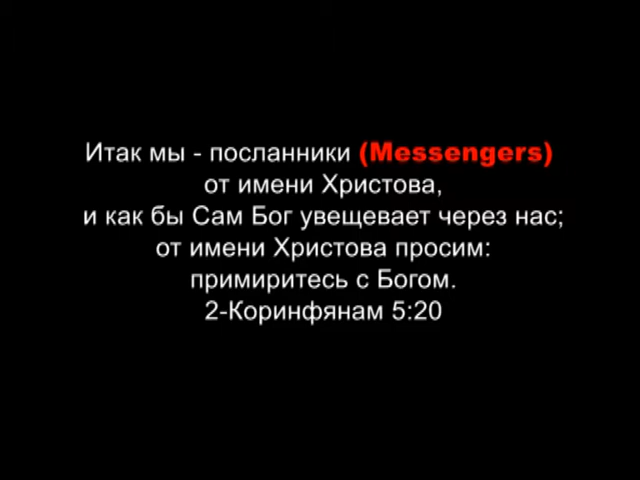 Итак мы - посланники (Messengers)
от имени Христова,
и как бы Сам Бог увещевает через нас;
от имени Христова просим:
примиритесь с Богом.
2-Коринфянам 5:20